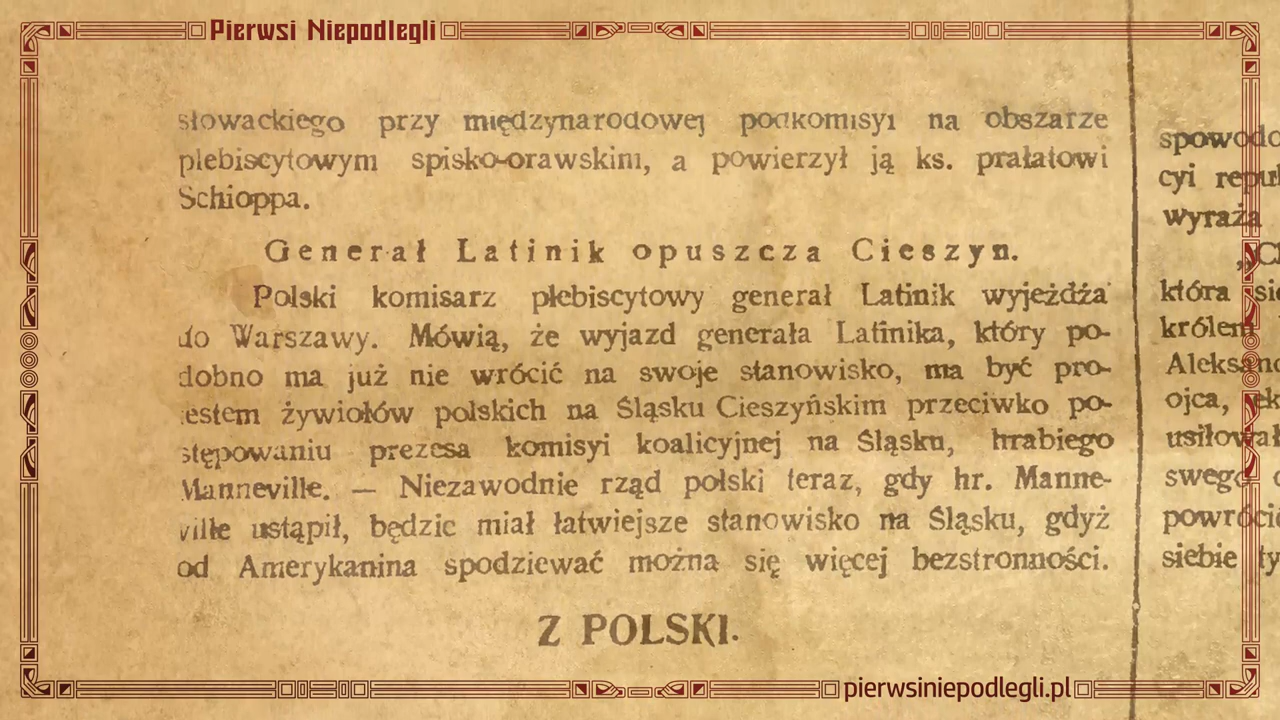 Pierwsi Niepodlegli
słowackiego przy międzynarodowej podkomisyi na obszarze
plebiscytowym spisko-orawskim, a powierzył ją ks. prałatowi
Schioppa.
Generał Latinik opuszcza Cieszyn.
Polski komisarz plebiscytowy generał Latinik wyjeżdża
do Warszawy. Mówią, że wyjazd generała Latinika, który po-
dobno ma już nie wrócić na swoje stanowisko, ma być pro-
testem żywiołów polskich na Śląsku Cieszyńskim przeciwko po-
stępowaniu prezesa komisyi koalicyjnej na Śląsku, hrabiego
Manneville. — Niezawodnie rząd polski teraz, gdy hr. Manne-
ville ustąpił, będzie miał łatwiejsze stanowisko na Śląsku, gdyż
od Amerykanina spodziewać można się więcej bezstronności.
Z POLSKI.
cyi
wyraża
która
królem
ojca,
swego
siebie
pierwsiniepodlegli.pl